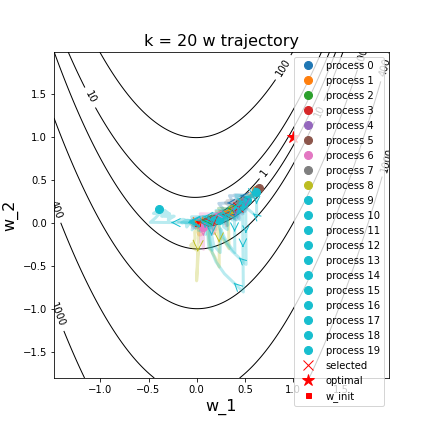 k = 20 w trajectory
w_2
1.5
1.0
0.5
0.0
−0.5
−1.0
−1.5
100
10
1
400
1000
process 0
process 1
process 2
process 3
process 4
process 5
process 6
process 7
process 8
process 9
process 10
process 11
process 12
process 13
process 14
process 15
process 16
process 17
process 18
process 19
selected
optimal
w_init
−1.0
−0.5
0.0
0.5
1.0
1.5
w_1